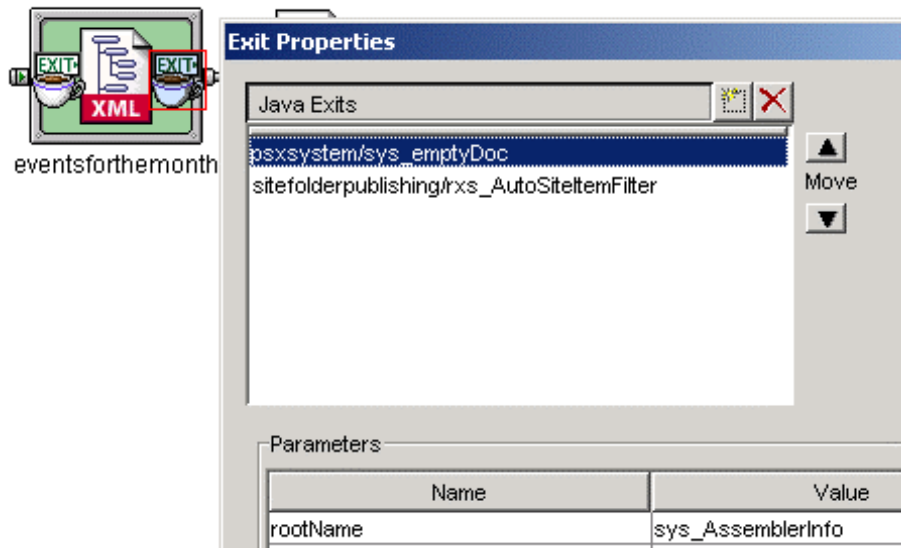 EXIT
EXIT
XML
eventsforthemonth
Exit Properties
Java Exits
psxsystem/sys_emptyDoc
sitefolderpublishing/rxs_AutoSiteItemFilter
Move
Parameters
Name Value
rootName sys_AssemblerInfo